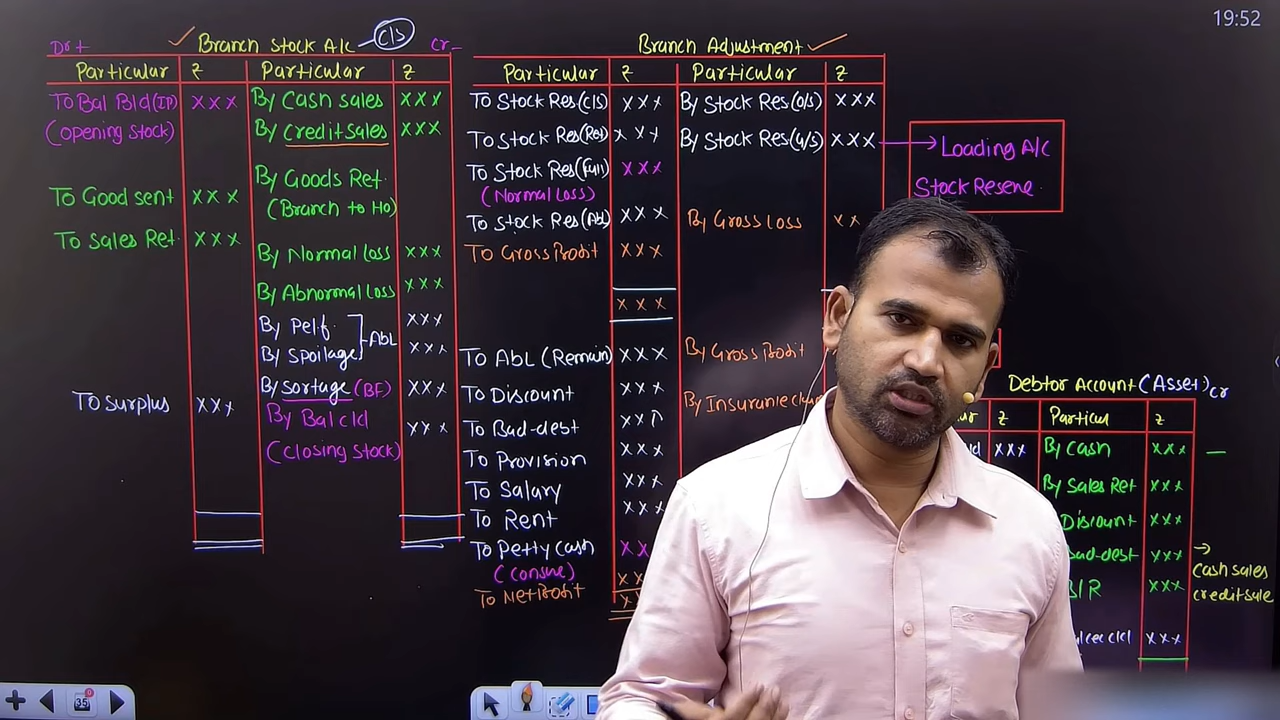 19:52
Dr+ Branch Stock A/c C/S Cr-
Particular ₹ Particular ₹
To Bal B/d (IP) xxx By Cash sales xxx
(opening stock) By credit sales xxx
By Goods Ret.
To Good sent xxx (Branch to HO)
To Sales Ret. xxx
By Normal loss xxx
By Abnormal Loss xxx
By Pelif. xxx
AbL
By Spoilage xxx
By Sortage (BF) xxx
To Surplus xxx By Bal c/d xxx
(closing stock)
Branch Adjustment
Particular ₹ Particular
To Stock Res (c/s) xxx By Stock Res (o/s) xxx
To Stock Res (Ret) xxx By Stock Res (G/s) xxx
To Stock Res (full) xxx
(Normal Loss)
To Stock Res (AbL) xxx By Gross Loss xx
To Gross Profit xxx
xxx
To AbL (Remain) xxx By Gross Profit
To Discount xxx By Insurance
To Bad-debt xxx
To Provision xxx
To Salary xxx
To Rent xxx
To Petty Cash xx
(Consue)
xx
To Net Profit xx
Loading A/c
Stock Reserve
Debtor Account (Asset) Cr
₹ Particul ₹
xxx By Cash xxx
By Sales Ret xxx
Discount xxx
xxx
B/R xxx
xxx
Cash sales
credit sale
35